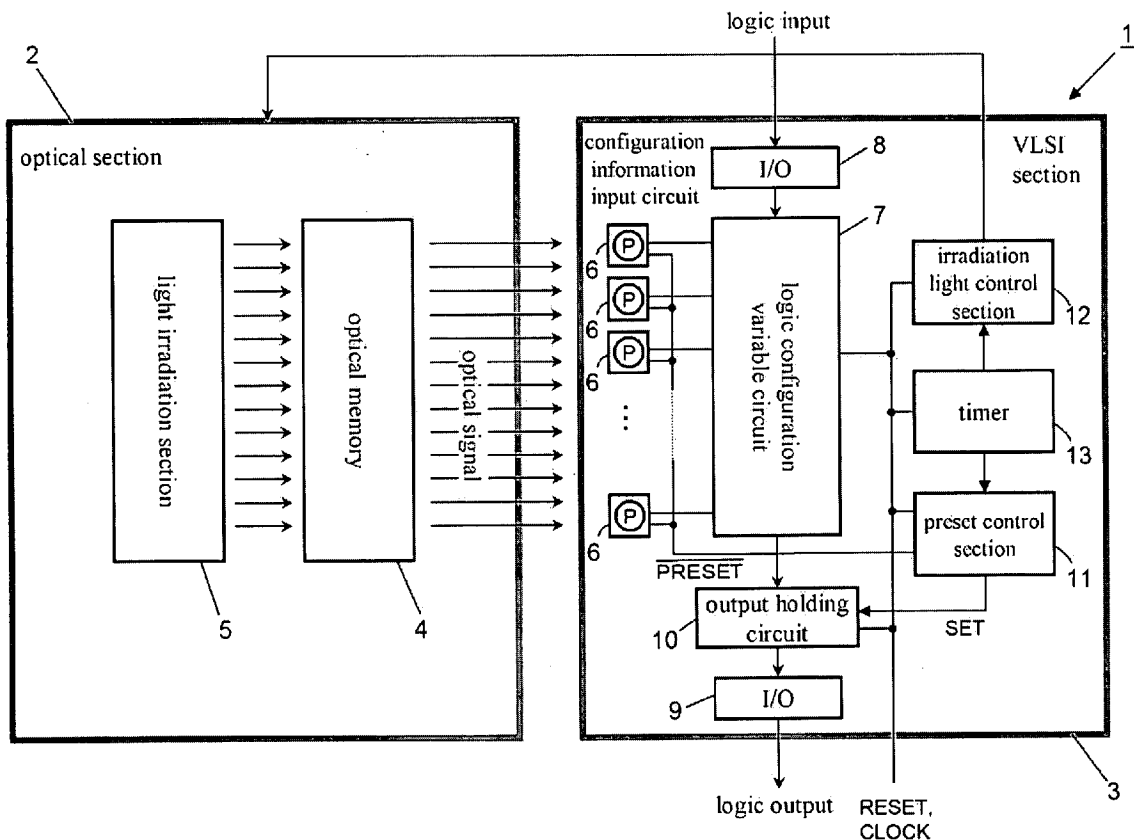 logic input
1
2
optical section
configuration
information
input circuit
VLSI
section
I/O
8
7
P
6
P
6
P
6
P
6
light irradiation section
optical memory
optical signal
logic configuration
variable circuit
irradiation
light control
section
12
timer
13
preset control
section
11
PRESET
SET
output holding
circuit
10
I/O
9
5
4
3
logic output
RESET,
CLOCK